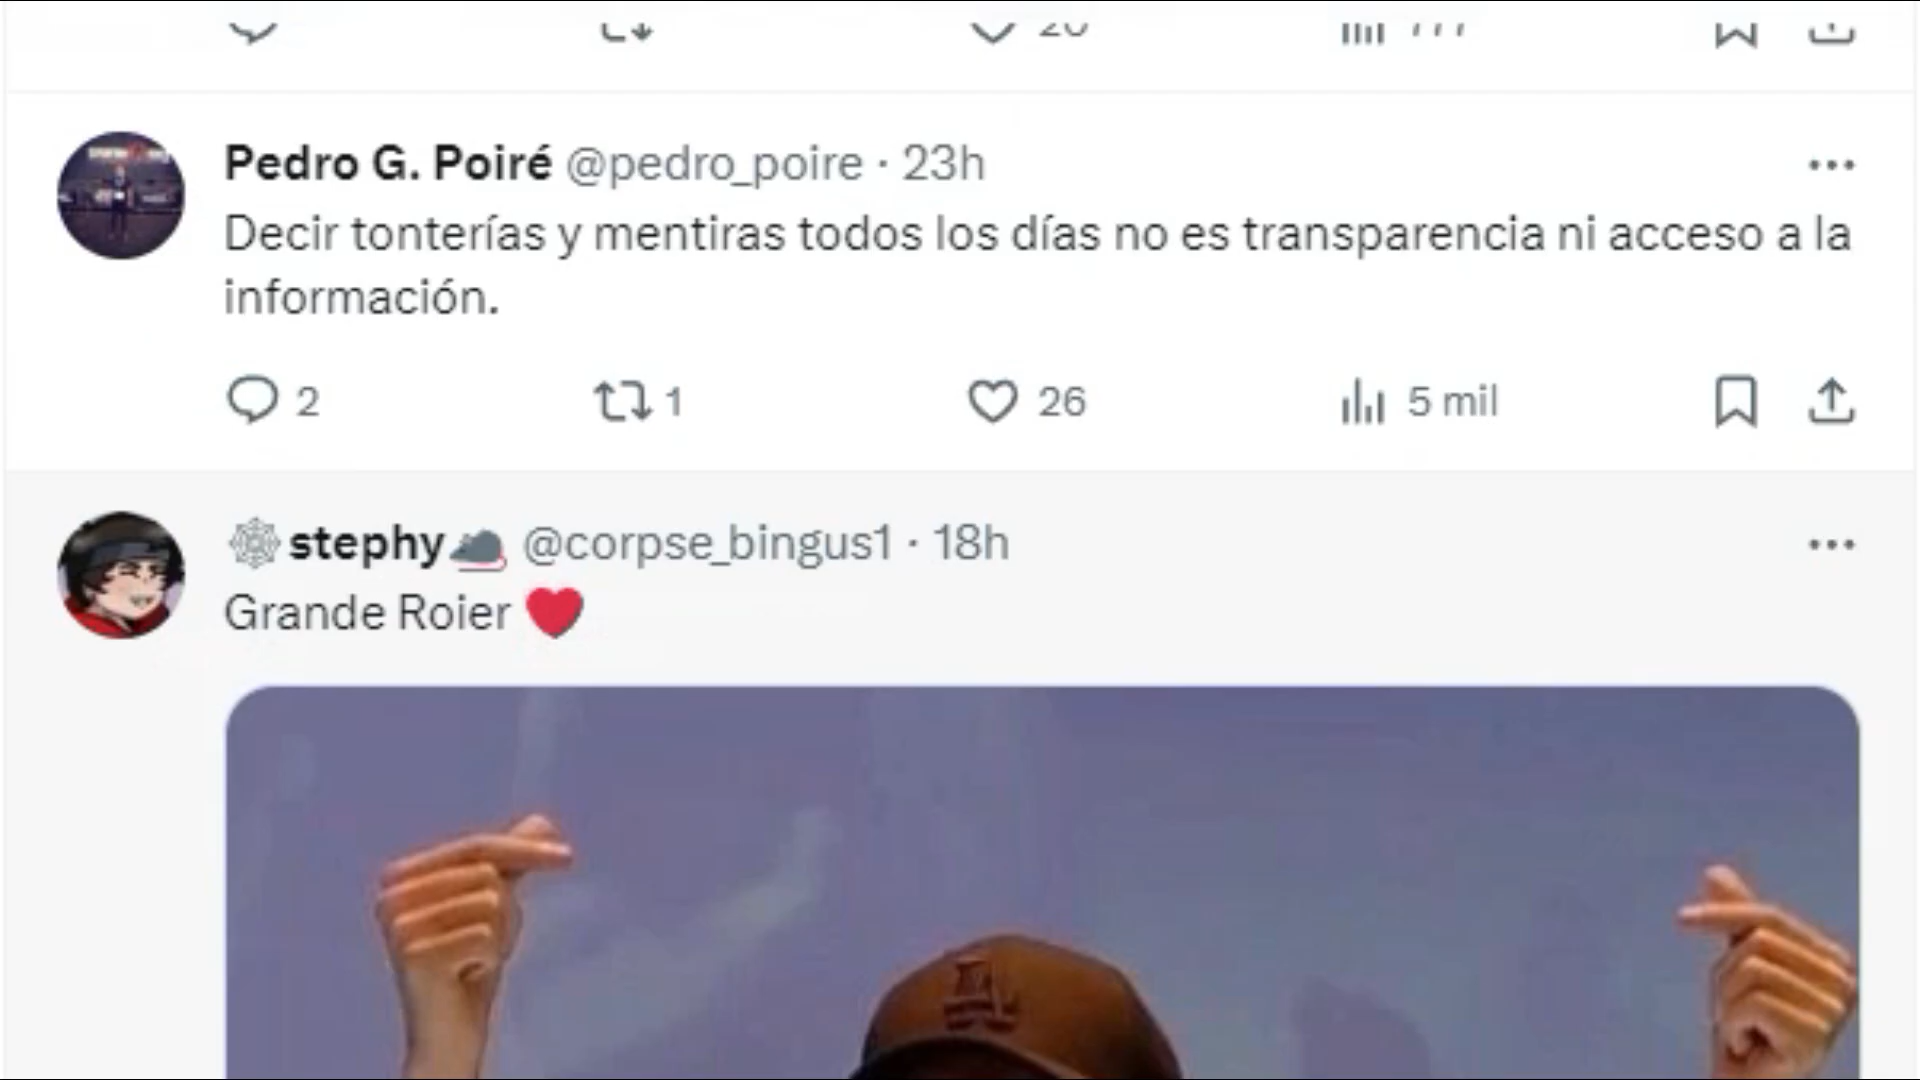 Pedro G. Poiré @pedro_poire · 23h
Decir tonterías y mentiras todos los días no es transparencia ni acceso a la
información.
2 1 26 5 mil
stephy @corpse_bingus1 · 18h
Grande Roier ❤️